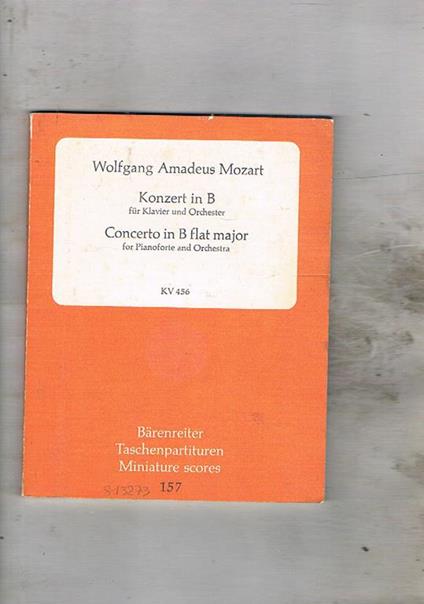 Wolfgang Amadeus Mozart
Konzert in B
für Klavier und Orchester
Concerto in B flat major
for Pianoforte and Orchestra
KV 456
Bärenreiter
Taschenpartituren
Miniature scores
S-13273 157